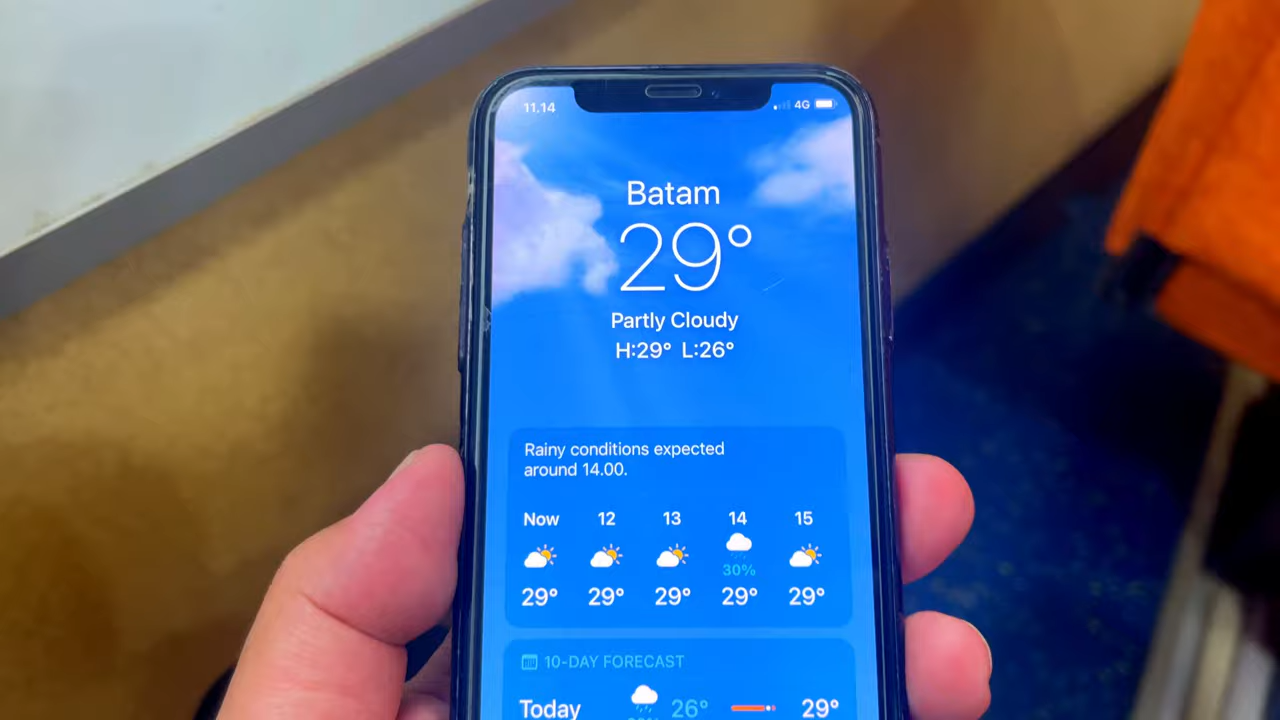 11.14 4G
Batam
29°
Partly Cloudy
H:29° L:26°
Rainy conditions expected
around 14.00.
Now 12 13 14 15
30%
29° 29° 29° 29° 29°
10-DAY FORECAST
Today 26° 29°